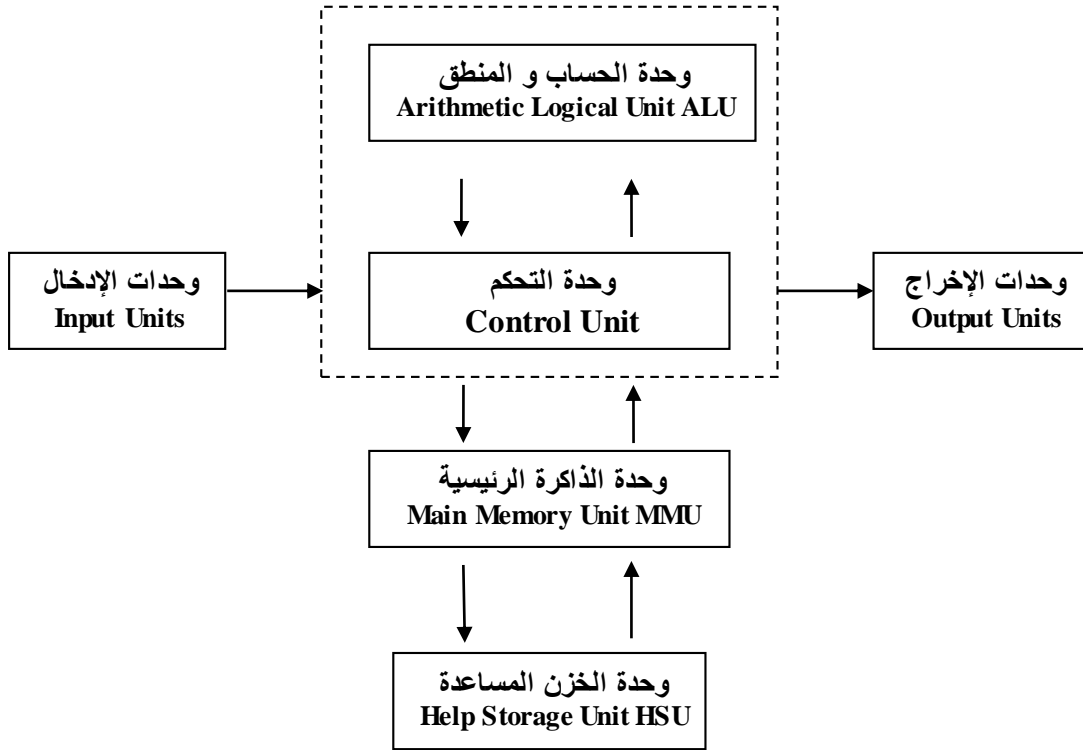 وحدة الحساب و المنطق
Arithmetic Logical Unit ALU
وحدات الإدخال
Input Units
وحدة التحكم
Control Unit
وحدات الإخراج
Output Units
وحدة الذاكرة الرئيسية
Main Memory Unit MMU
وحدة الخزن المساعدة
Help Storage Unit HSU